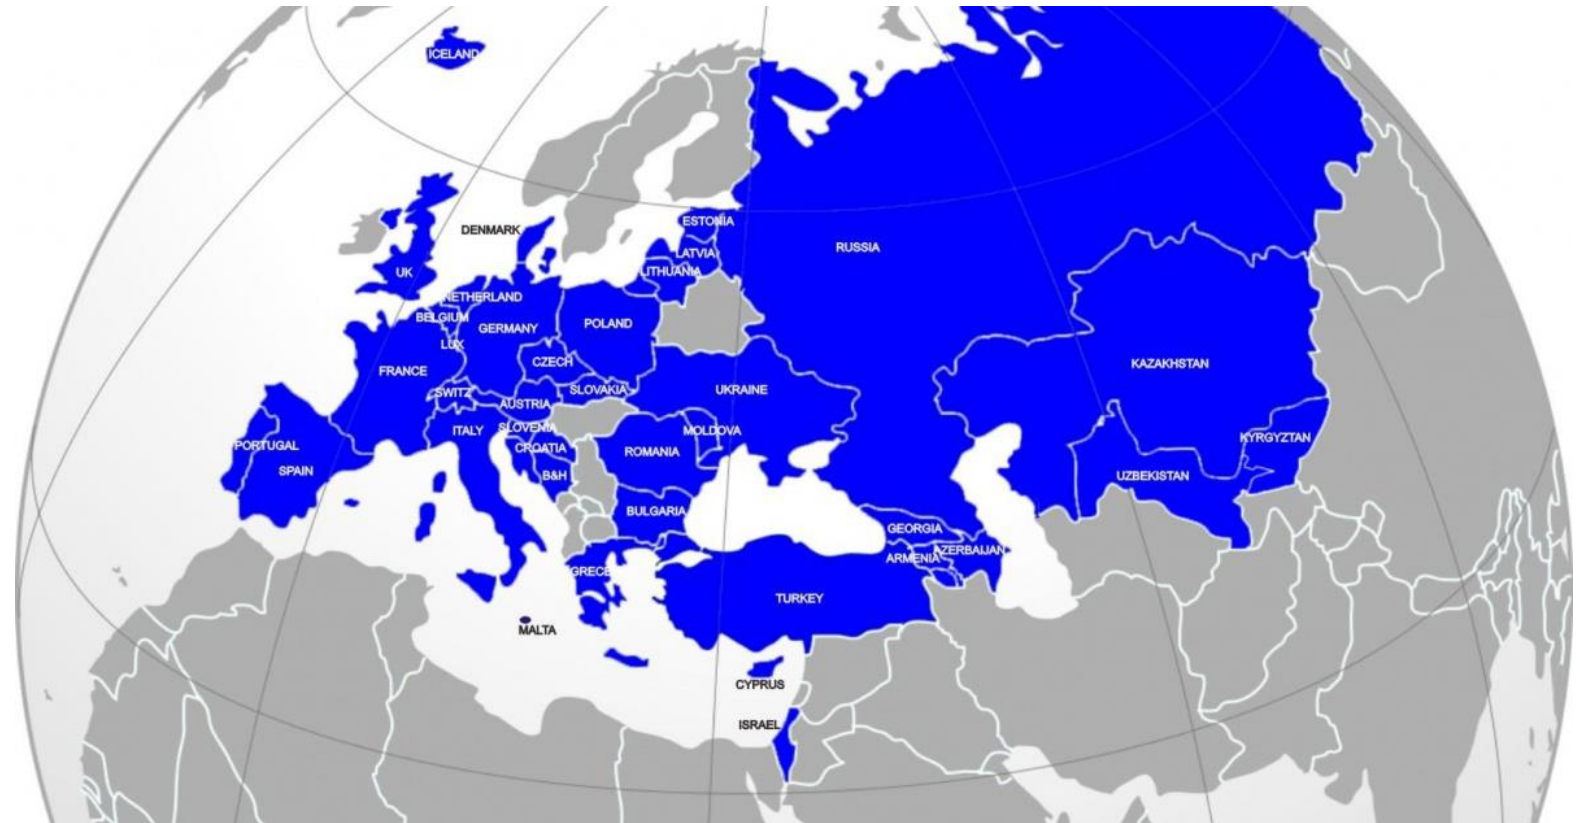 ICELAND
DENMARK
ESTONIA
RUSSIA
LATVIA
LITHUANIA
UK
NETHERLAND
BELGIUM
GERMANY
POLAND
LUX
CZECH
KAZAKHSTAN
FRANCE
SWITZ
SLOVAKIA
UKRAINE
AUSTRIA
SLOVENIA
ITALY
MOLDOVA
KYRGYZTAN
PORTUGAL
CROATIA
ROMANIA
SPAIN
B&H
UZBEKISTAN
BULGARIA
GEORGIA
AZERBAIJAN
ARMENIA
GRECE
TURKEY
MALTA
CYPRUS
ISRAEL